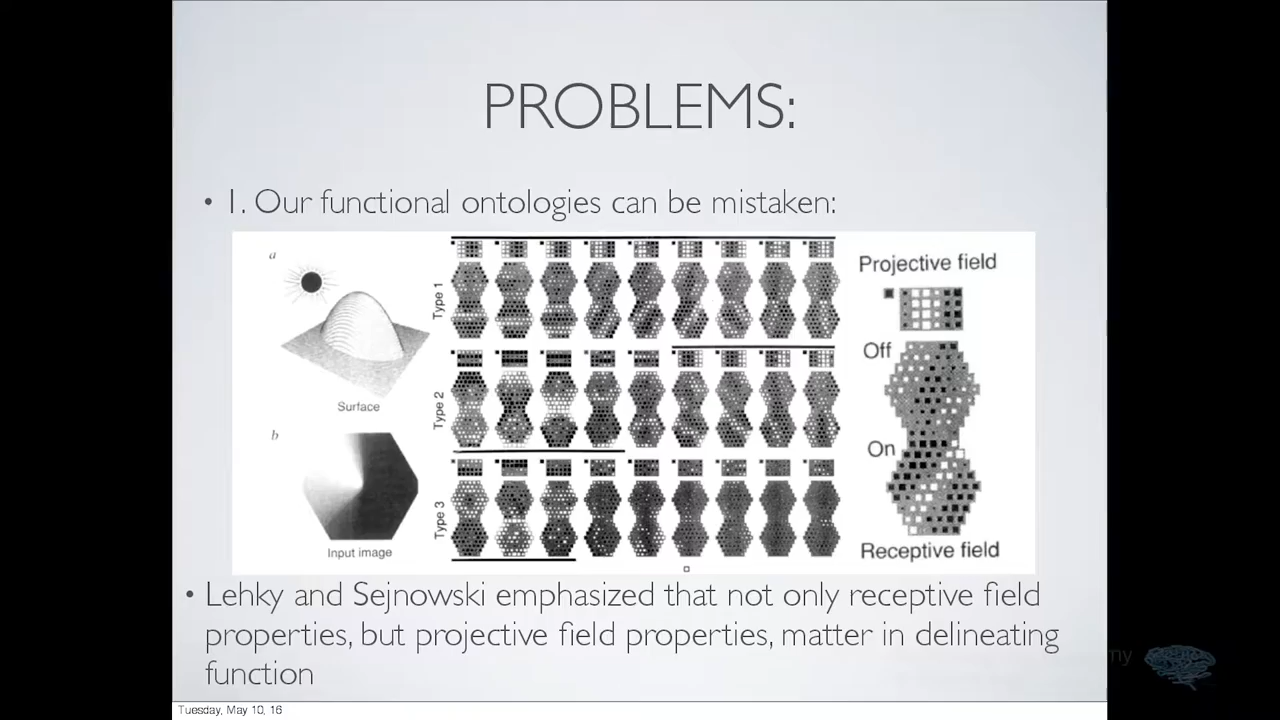 PROBLEMS:
• 1. Our functional ontologies can be mistaken:
a
Surface
b
Input image
Type 1
Type 2
Type 3
Projective field
Off
On
Receptive field
• Lehky and Sejnowski emphasized that not only receptive field
properties, but projective field properties, matter in delineating
function
my
Tuesday, May 10, 16